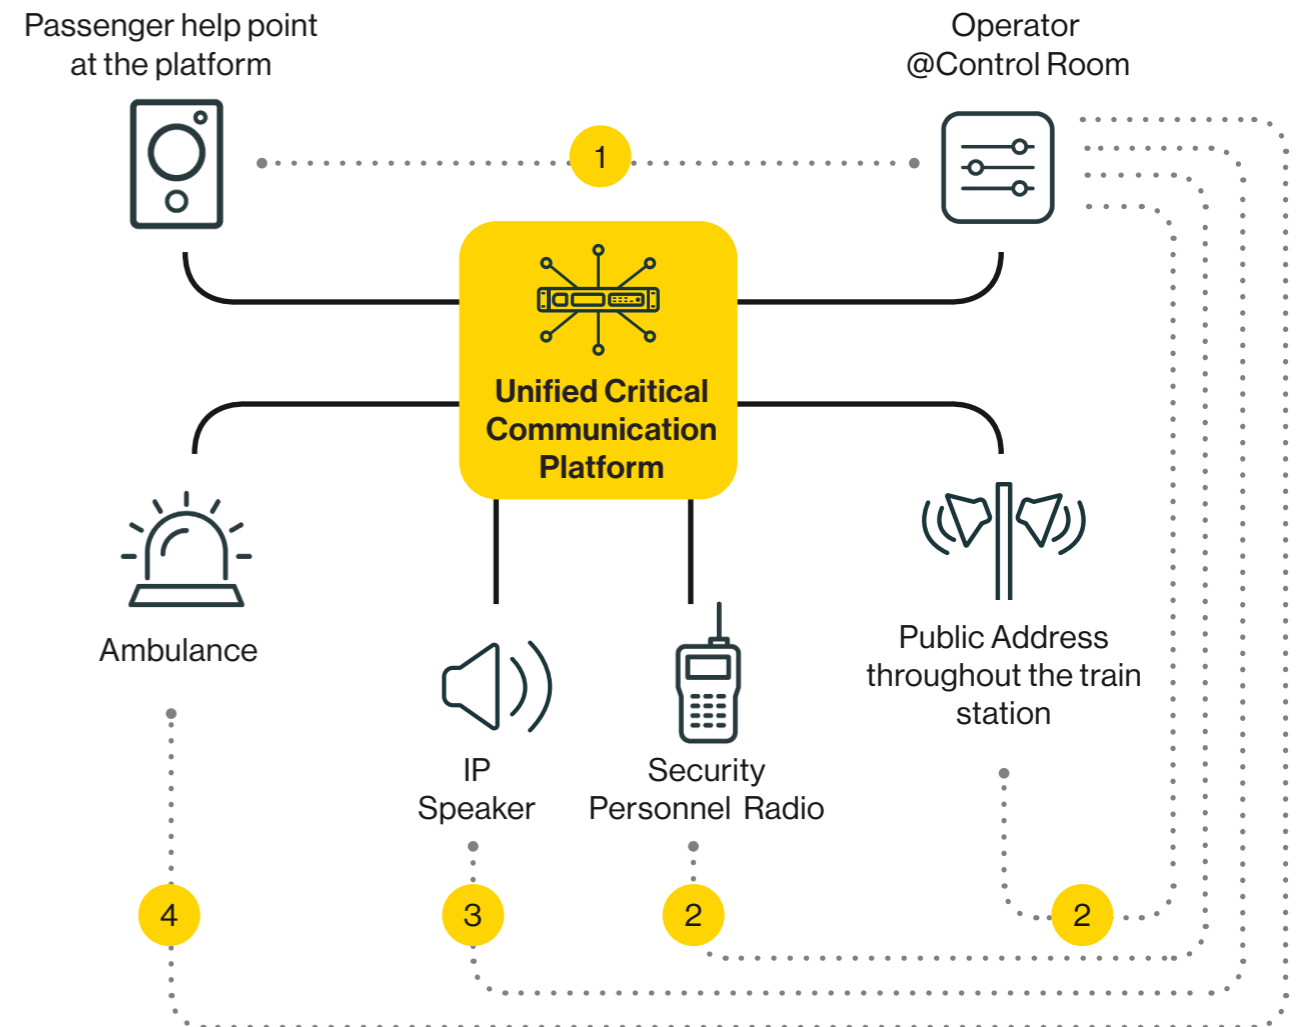 Passenger help point
at the platform
Operator
@Control Room
1
Unified Critical
Communication
Platform
Ambulance
IP
Speaker
Security
Personnel Radio
Public Address
throughout the train
station
4
3
2
2